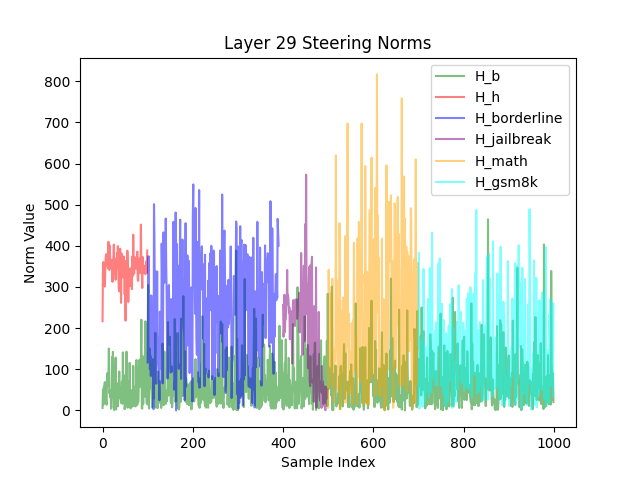 Layer 29 Steering Norms
H_b
H_h
H_borderline
H_jailbreak
H_math
H_gsm8k
Norm Value
800
700
600
500
400
300
200
100
0
0 200 400 600 800 1000
Sample Index